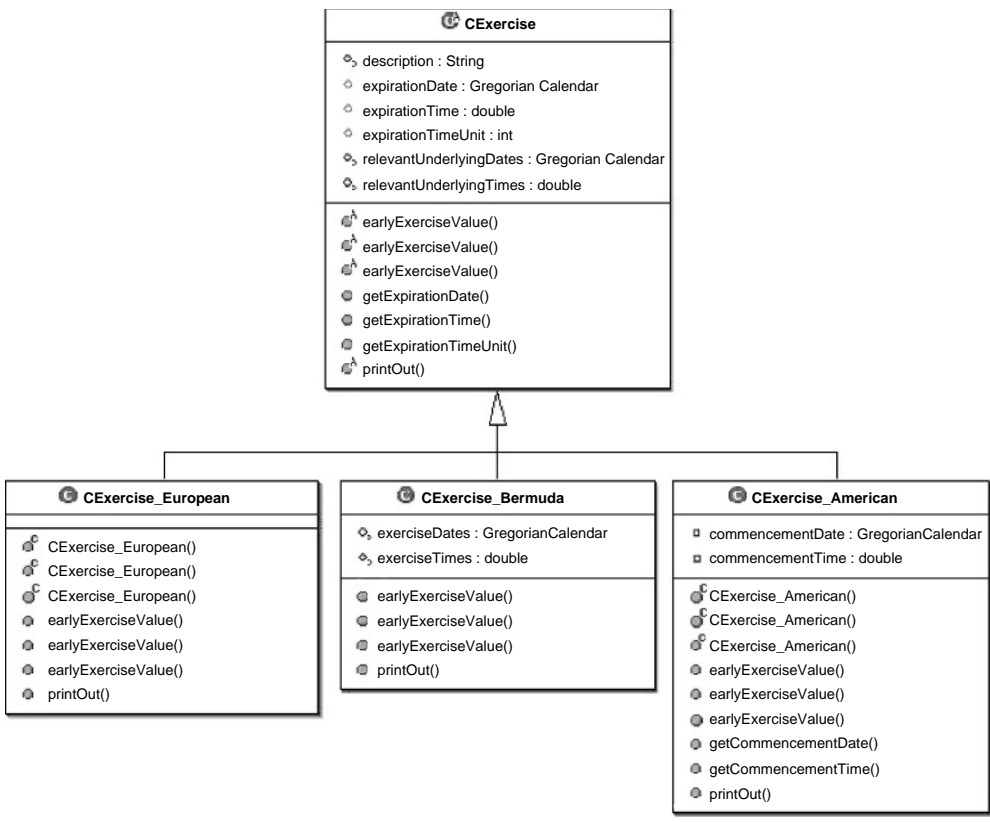 CExercise
description : String
expirationDate : Gregorian Calendar
expirationTime : double
expirationTimeUnit : int
relevantUnderlyingDates : Gregorian Calendar
relevantUnderlyingTimes : double
earlyExerciseValue()
earlyExerciseValue()
earlyExerciseValue()
getExpirationDate()
getExpirationTime()
getExpirationTimeUnit()
printOut()
CExercise_European
CExercise_European()
CExercise_European()
CExercise_European()
earlyExerciseValue()
earlyExerciseValue()
earlyExerciseValue()
printOut()
CExercise_Bermuda
exerciseDates : GregorianCalendar
exerciseTimes : double
earlyExerciseValue()
earlyExerciseValue()
earlyExerciseValue()
printOut()
CExercise_American
commencementDate : GregorianCalendar
commencementTime : double
CExercise_American()
CExercise_American()
CExercise_American()
earlyExerciseValue()
earlyExerciseValue()
earlyExerciseValue()
getCommencementDate()
getCommencementTime()
printOut()